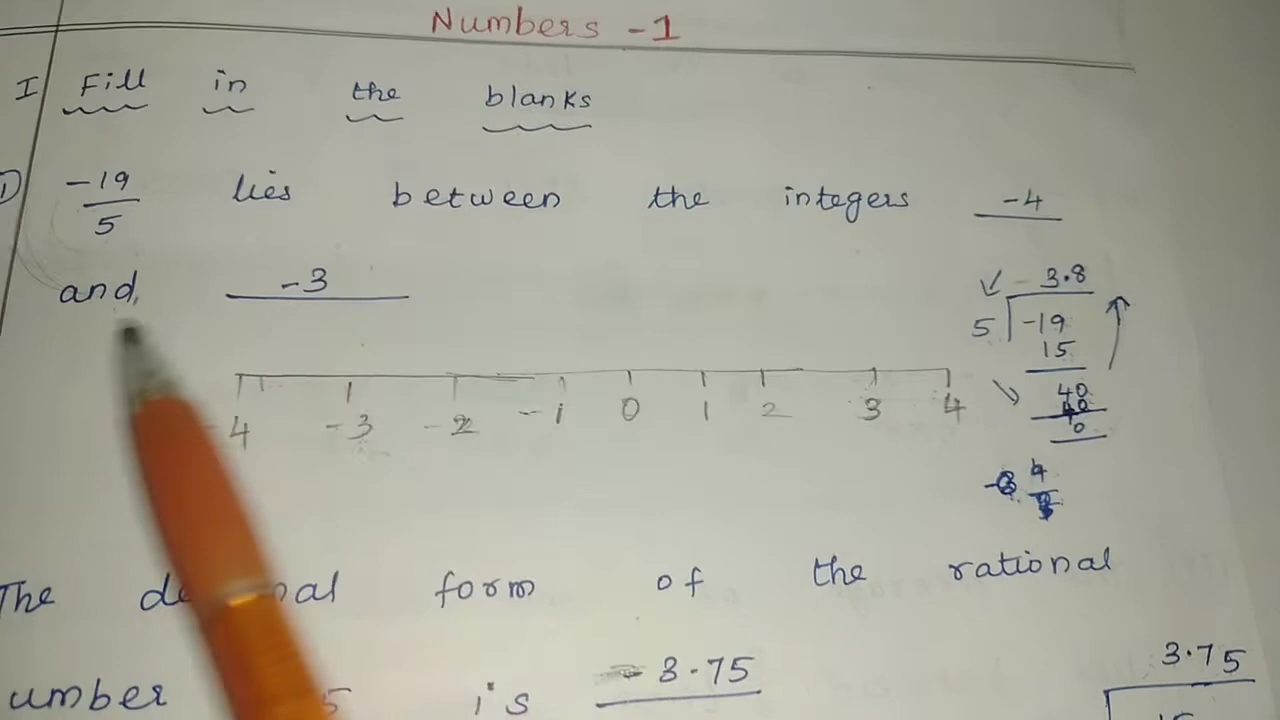 Numbers - 1
I Fill in the blanks
1) -19/5 lies between the integers -4
and -3
- 3.8
5 -19
15
40
40
0
4 -3 -2 -1 0 1 2 3 4
The form of the rational
umber is - 3.75
3.75